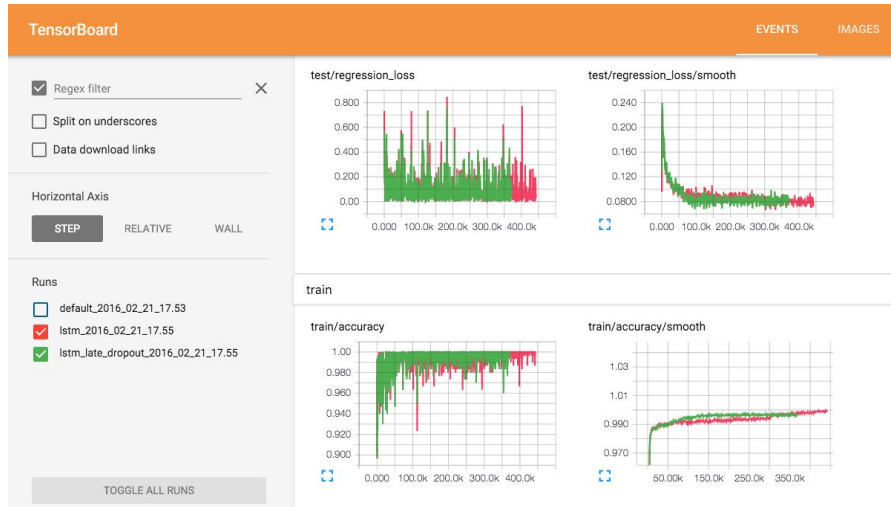 TensorBoard
EVENTS
IMAGES
Regex filter
Split on underscores
Data download links
Horizontal Axis
STEP
RELATIVE
WALL
Runs
default_2016_02_21_17.53
lstm_2016_02_21_17.55
lstm_late_dropout_2016_02_21_17.55
TOGGLE ALL RUNS
test/regression_loss
0.800
0.600
0.400
0.200
0.00
0.000 100.0k 200.0k 300.0k 400.0k
test/regression_loss/smooth
0.240
0.200
0.160
0.120
0.0800
0.000 100.0k 200.0k 300.0k 400.0k
train
train/accuracy
1.00
0.980
0.960
0.940
0.920
0.900
0.000 100.0k 200.0k 300.0k 400.0k
train/accuracy/smooth
1.03
1.01
0.990
0.970
50.00k 150.0k 250.0k 350.0k